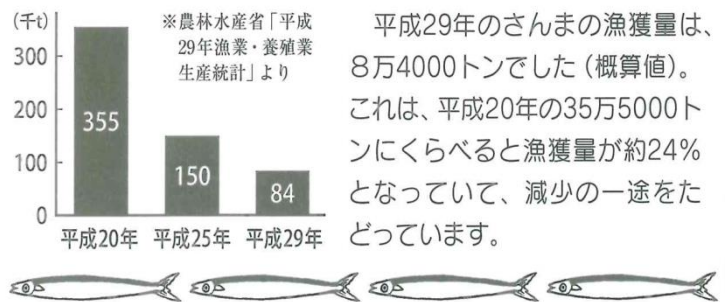 (千t)
※農林水産省「平成
29年漁業・養殖業
生産統計」より
300
200
100
0
355
150
84
平成20年 平成25年 平成29年
平成29年のさんまの漁獲量は、
8万4000トンでした(概算値)。
これは、平成20年の35万5000ト
ンにくらべると漁獲量が約24%
となっていて、減少の一途をた
どっています。